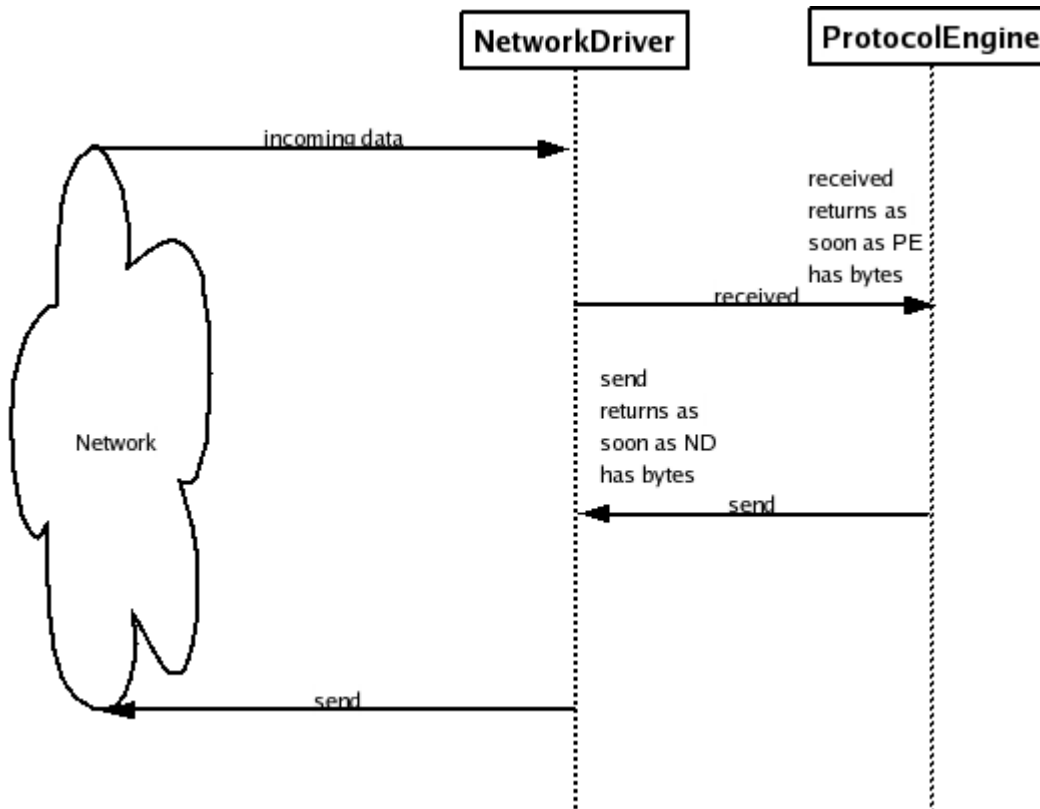 NetworkDriver
ProtocolEngine
incoming data
received
returns as
soon as PE
has bytes
received
send
returns as
soon as ND
has bytes
Network
send
send